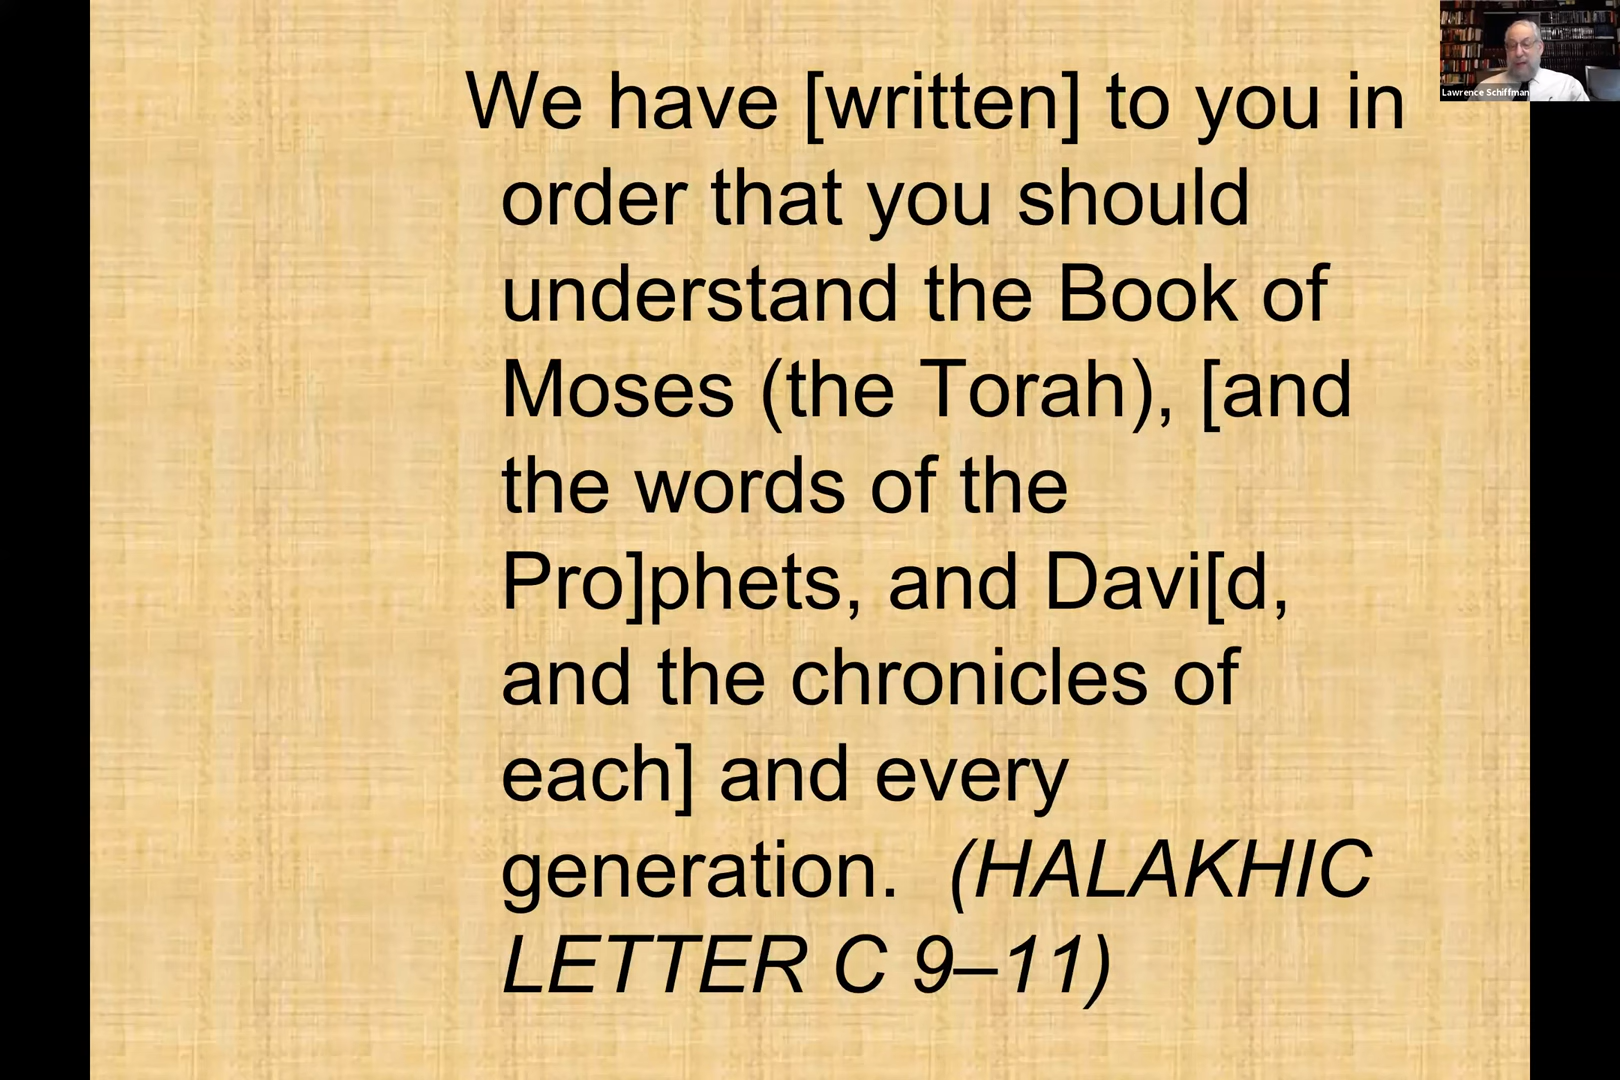 We have [written] to you in
order that you should
understand the Book of
Moses (the Torah), [and
the words of the
Pro]phets, and Davi[d,
and the chronicles of
each] and every
generation.  (HALAKHIC
LETTER C 9–11)
Lawrence Schiffman